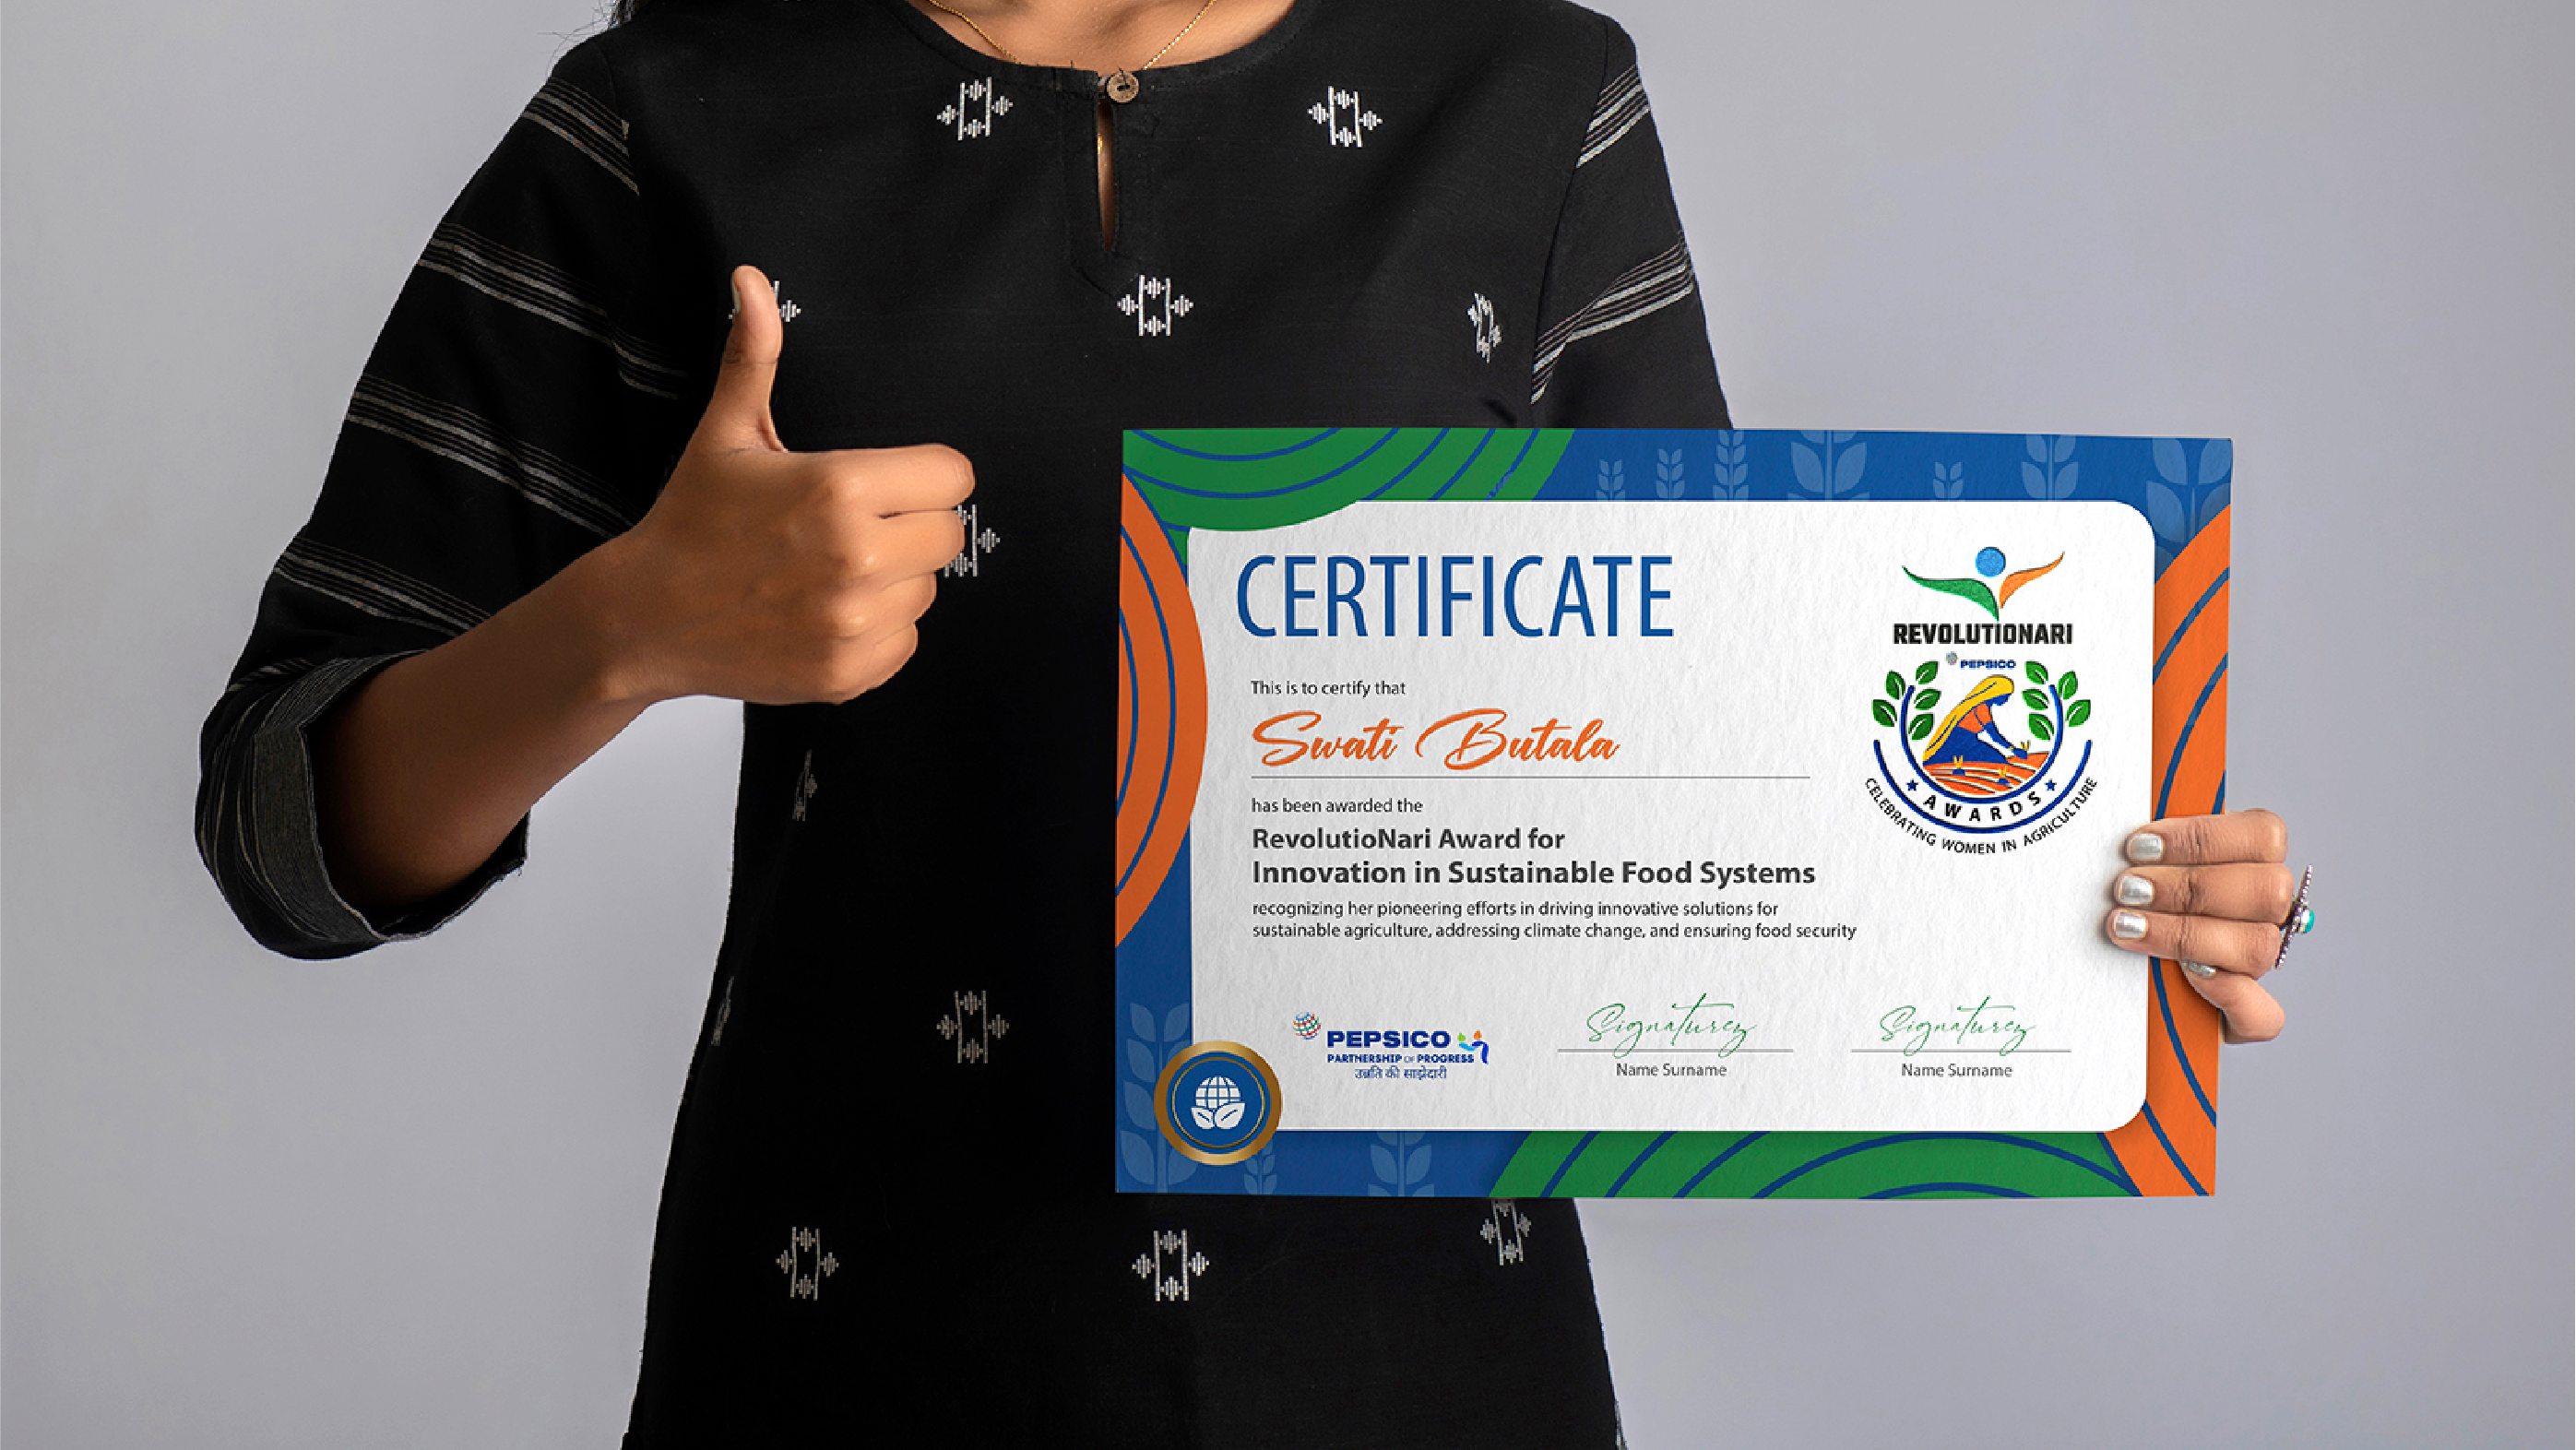 CERTIFICATE
This is to certify that
Swati Butala
has been awarded the
RevolutioNari Award for
Innovation in Sustainable Food Systems
recognizing her pioneering efforts in driving innovative solutions for
sustainable agriculture, addressing climate change, and ensuring food security
REVOLUTIONARI
PEPSICO
AWARDS
CELEBRATING WOMEN IN AGRICULTURE
PEPSICO
PARTNERSHIP OF PROGRESS
उन्नति की साझेदारी
Signaturez
Name Surname
Signaturez
Name Surname